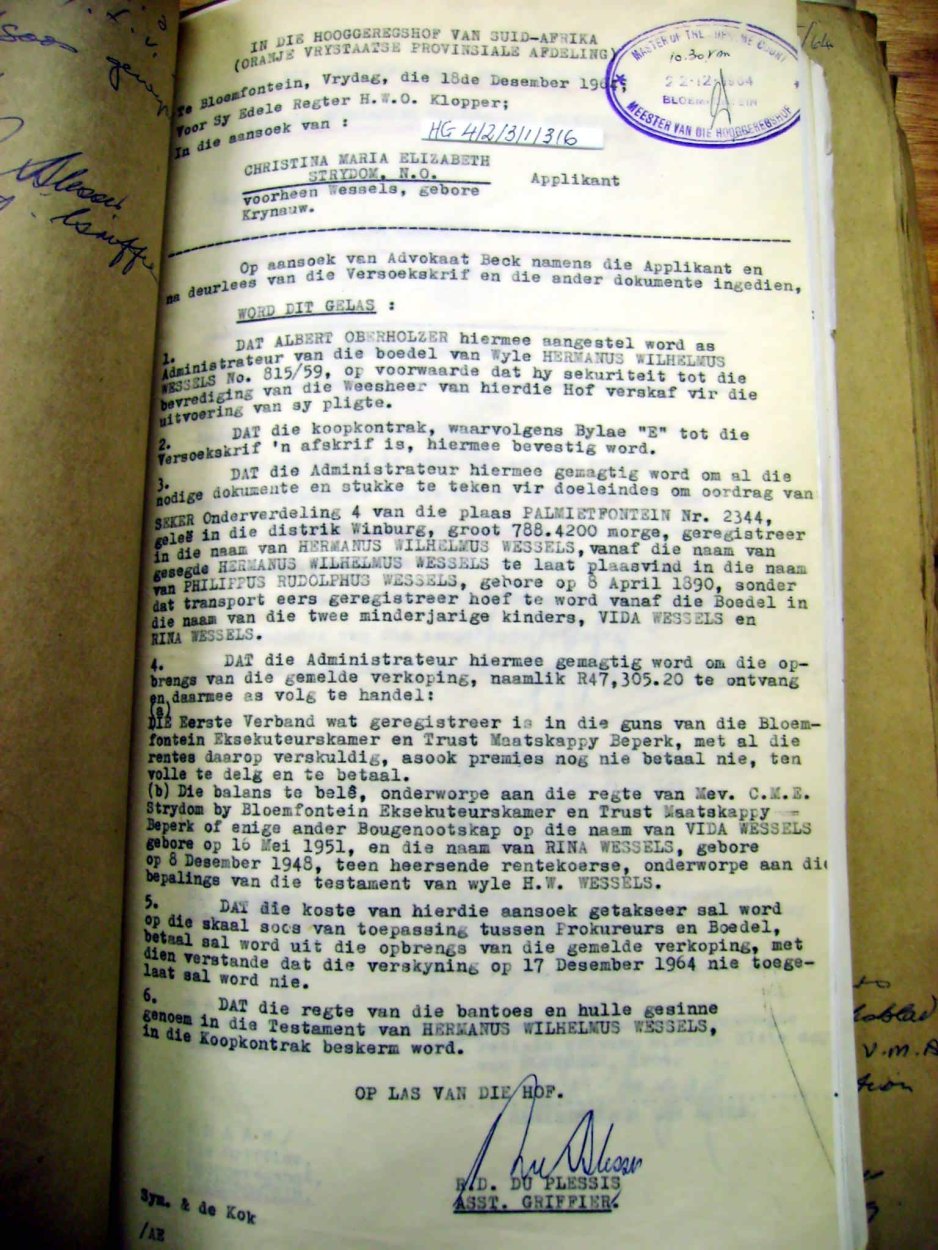 IN DIE HOOGGEREGSHOF VAN SUID-AFRIKA
(ORANJE VRYSTAATSE PROVINSIALE AFDELING)
Te Bloemfontein, Vrydag, die 18de Desember 1964;
Voor Sy Edele Regter H.W.O. Klopper;
In die aansoek van :
HG 4/2/3/1/3/6
MASTER OF THE SUPREME COURT
10.30 vm
22-12-1964
BLOEMFONTEIN
MEESTER VAN DIE HOOGGEREGSHOF
/64
CHRISTINA MARIA ELIZABETH
STRYDOM, N.O. Applikant
voorheen Wessels, gebore
Krynauw.
Op aansoek van Advokaat Beck namens die Applikant en
na deurlees van die Versoekskrif en die ander dokumente ingedien,
WORD DIT GELAS :
1. DAT ALBERT OBERHOLZER hiermee aangestel word as
Administrateur van die boedel van Wyle HERMANUS WILHELMUS
WESSELS No. 815/59, op voorwaarde dat hy sekuriteit tot die
bevrediging van die Weesheer van hierdie Hof verskaf vir die
uitvoering van sy pligte.
2. DAT die koopkontrak, waarvolgens Bylae "E" tot die
Versoekskrif 'n afskrif is, hiermee bevestig word.
3. DAT die Administrateur hiermee gemagtig word om al die
nodige dokumente en stukke te teken vir doeleindes om oordrag van
SEKER Onderverdeling 4 van die plaas PALMIETFONTEIN Nr. 2344,
geleë in die distrik Winburg, groot 788.4200 morge, geregistreer
in die naam van HERMANUS WILHELMUS WESSELS, vanaf die naam van
gesegde HERMANUS WILHELMUS WESSELS te laat plaasvind in die naam
van PHILIPPUS RUDOLPHUS WESSELS, gebore op 8 April 1890, sonder
dat transport eers geregistreer hoef te word vanaf die Boedel in
die naam van die twee minderjarige kinders, VIDA WESSELS en
RINA WESSELS.
4. DAT die Administrateur hiermee gemagtig word om die op-
brengs van die gemelde verkoping, naamlik R47,305.20 te ontvang
en daarmee as volg te handel:
(a)
DIE Eerste Verband wat geregistreer is in die guns van die Bloem-
fontein Eksekuteurskamer en Trust Maatskappy Beperk, met al die
rentes daarop verskuldig, asook premies nog nie betaal nie, ten
volle te delg en te betaal.
(b) Die balans te belê, onderworpe aan die regte van Mev. C.M.E.
Strydom by Bloemfontein Eksekuteurskamer en Trust Maatskappy
Beperk of enige ander Bougenootskap op die naam van VIDA WESSELS
gebore op 16 Mei 1951, en die naam van RINA WESSELS, gebore
op 8 Desember 1948, teen heersende rentekoerse, onderworpe aan die
bepalings van die testament van wyle H.W. WESSELS.
5. DAT die koste van hierdie aansoek getakseer sal word
op die skaal soos van toepassing tussen Prokureurs en Boedel,
betaal sal word uit die opbrengs van die gemelde verkoping, met
dien verstande dat die verskyning op 17 Desember 1964 nie toege-
laat sal word nie.
6. DAT die regte van die bantoes en hulle gesinne
genoem in die Testament van HERMANUS WILHELMUS WESSELS,
in die Koopkontrak beskerm word.
OP LAS VAN DIE HOF.
R.D. DU PLESSIS
ASST. GRIFFIER.
Sym. & de Kok
/AE
V.M.